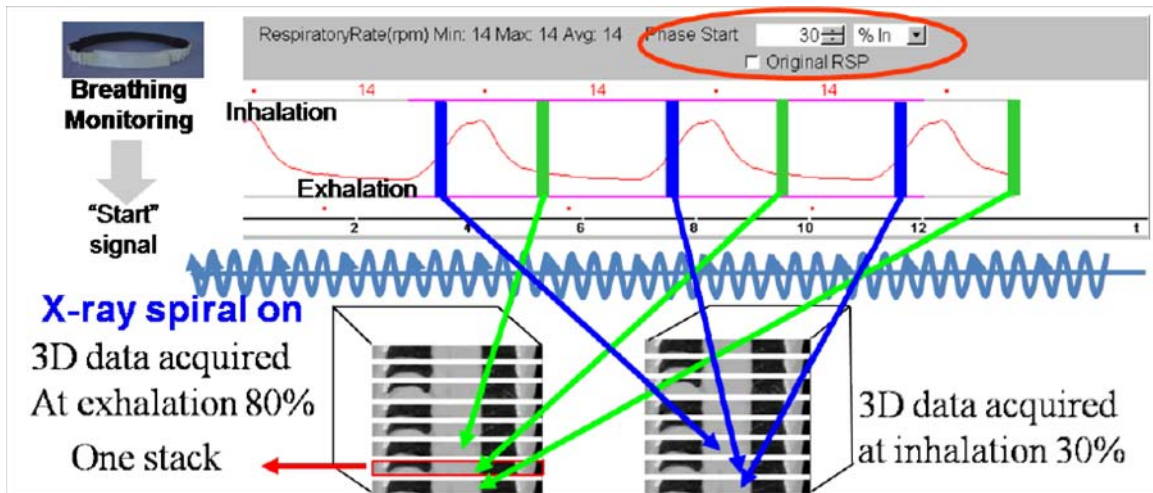 RespiratoryRate(rpm) Min: 14 Max: 14 Avg: 14 Phase Start 30 % In
Original RSP
Breathing
Monitoring
14 14 14
Inhalation
Exhalation
"Start"
signal
2 4 6 8 10 12 t
X-ray spiral on
3D data acquired
At exhalation 80%
One stack
3D data acquired
at inhalation 30%